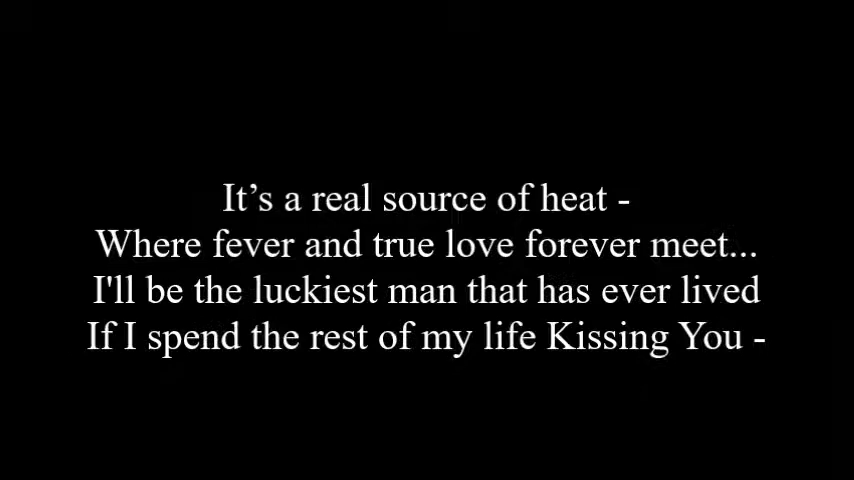 It’s a real source of heat -
Where fever and true love forever meet...
I'll be the luckiest man that has ever lived
If I spend the rest of my life Kissing You -